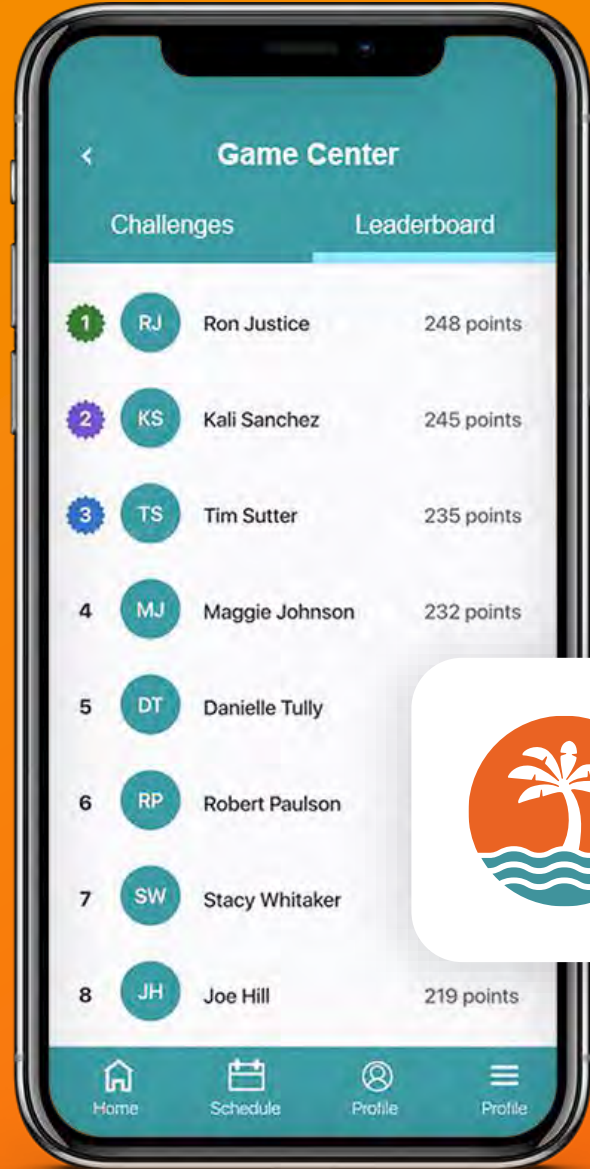 Game Center
Challenges Leaderboard
1 RJ Ron Justice 248 points
2 KS Kali Sanchez 245 points
3 TS Tim Sutter 235 points
4 MJ Maggie Johnson 232 points
5 DT Danielle Tully
6 RP Robert Paulson
7 SW Stacy Whitaker
8 JH Joe Hill 219 points
Home Schedule Profile Profile